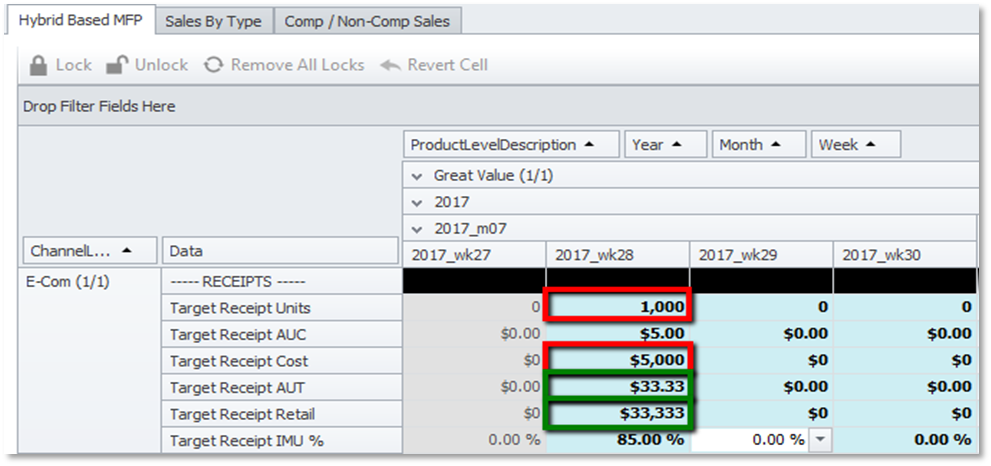 Hybrid Based MFP Sales By Type Comp / Non-Comp Sales
Lock Unlock Remove All Locks Revert Cell
Drop Filter Fields Here
ProductLevelDescription Year Month Week
Great Value (1/1)
2017
2017_m07
ChannelL... Data 2017_wk27 2017_wk28 2017_wk29 2017_wk30
E-Com (1/1) ----- RECEIPTS -----
Target Receipt Units 0 1,000 0 0
Target Receipt AUC $0.00 $5.00 $0.00 $0.00
Target Receipt Cost $0 $5,000 $0 $0
Target Receipt AUT $0.00 $33.33 $0.00 $0.00
Target Receipt Retail $0 $33,333 $0 $0
Target Receipt IMU % 0.00 % 85.00 % 0.00 % 0.00 %